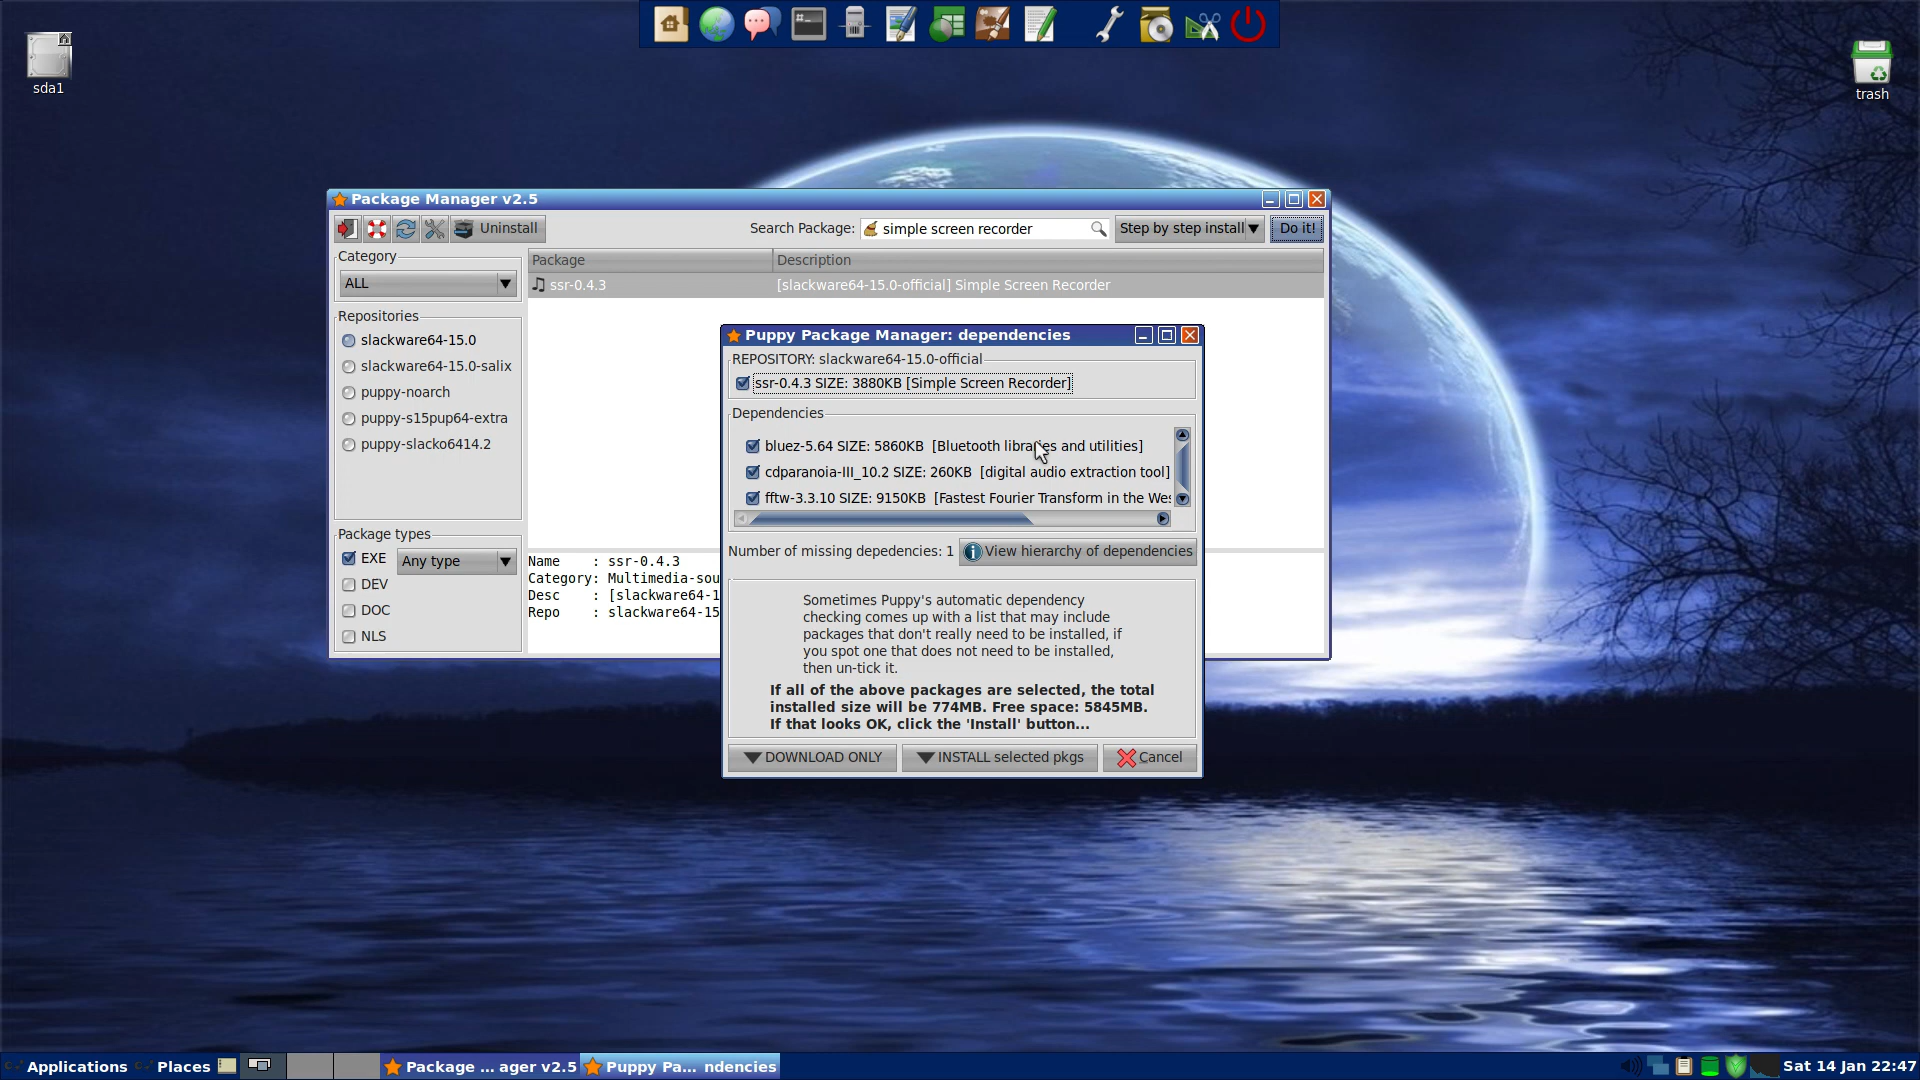 sda1
trash
Package Manager v2.5
Uninstall
Search Package:
simple screen recorder
Step by step install
Do it!
Category
ALL
Repositories
slackware64-15.0
slackware64-15.0-salix
puppy-noarch
puppy-s15pup64-extra
puppy-slacko6414.2
Package types
EXE
Any type
DEV
DOC
NLS
Package
Description
ssr-0.4.3
[slackware64-15.0-official] Simple Screen Recorder
Name    : ssr-0.4.3
Category: Multimedia-sou
Desc    : [slackware64-1
Repo    : slackware64-15
Puppy Package Manager: dependencies
REPOSITORY: slackware64-15.0-official
ssr-0.4.3 SIZE: 3880KB [Simple Screen Recorder]
Dependencies
bluez-5.64 SIZE: 5860KB  [Bluetooth libraries and utilities]
cdparanoia-III_10.2 SIZE: 260KB  [digital audio extraction tool]
fftw-3.3.10 SIZE: 9150KB  [Fastest Fourier Transform in the Wes
Number of missing depedencies: 1
View hierarchy of dependencies
Sometimes Puppy's automatic dependency
checking comes up with a list that may include
packages that don't really need to be installed, if
you spot one that does not need to be installed,
then un-tick it.
If all of the above packages are selected, the total
installed size will be 774MB. Free space: 5845MB.
If that looks OK, click the 'Install' button...
DOWNLOAD ONLY
INSTALL selected pkgs
Cancel
Applications
Places
Package ... ager v2.5
Puppy Pa... ndencies
Sat 14 Jan 22:47